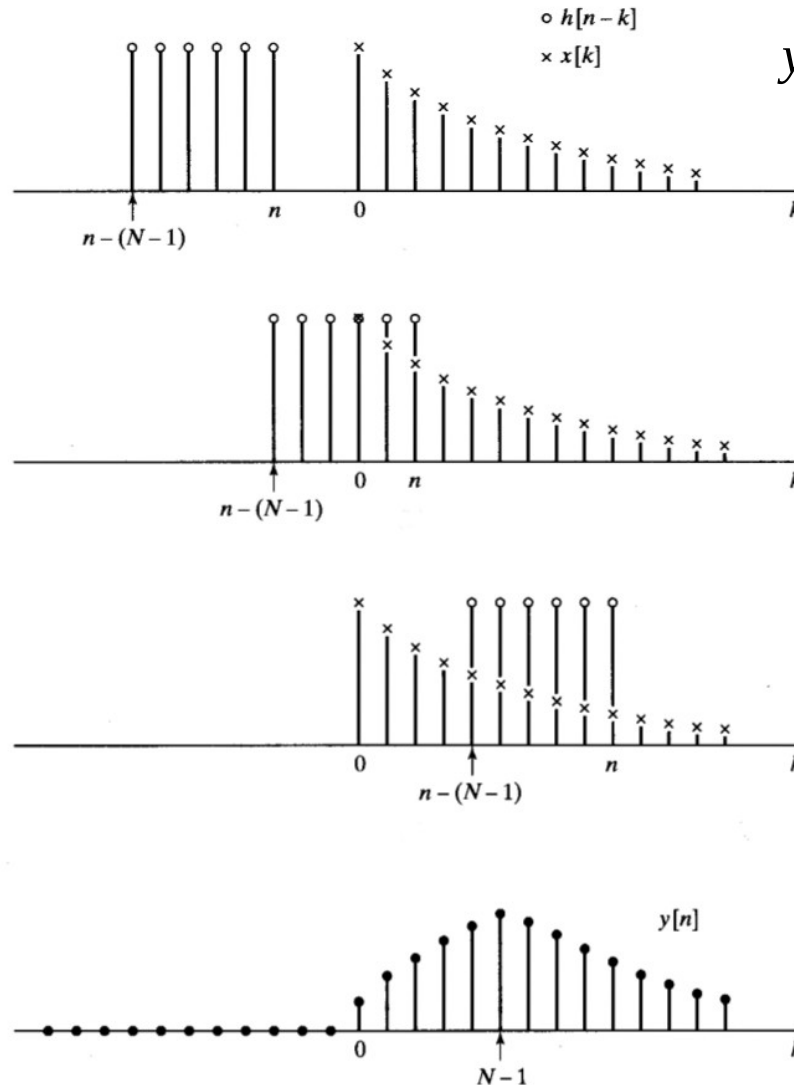 ○ h[n – k]
× x[k]
y
n 0
n – (N – 1)
0 n
n – (N – 1)
0 n
n – (N – 1)
y[n]
0
N – 1